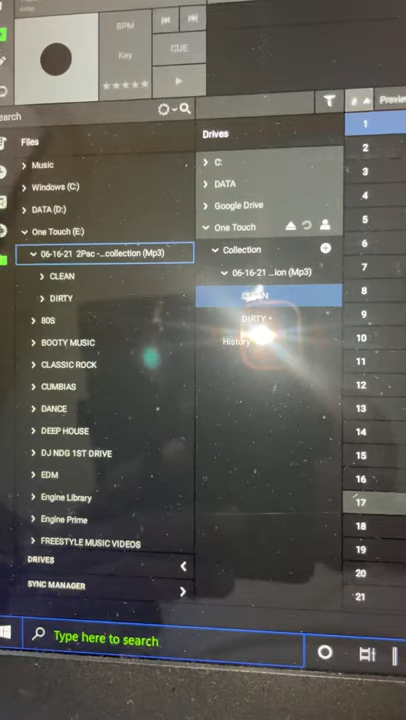 Artist
BPM
Key
CUE
★★★★★
earch
Files
Music
Windows (C:)
DATA (D:)
One Touch (E:)
06-16-21 2Pac -...collection (Mp3)
CLEAN
DIRTY
80S
BOOTY MUSIC
CLASSIC ROCK
CUMBIAS
DANCE
DEEP HOUSE
DJ NDG 1ST DRIVE
EDM
Engine Library
Engine Prime
FREESTYLE MUSIC VIDEOS
DRIVES
SYNC MANAGER
Drives
C:
DATA
Google Drive
One Touch
Collection
06-16-21 ...ion (Mp3)
CLEAN
DIRTY
History
# Preview
1
2
3
4
5
6
7
8
9
10
11
12
13
14
15
16
17
18
19
20
21
Type here to search